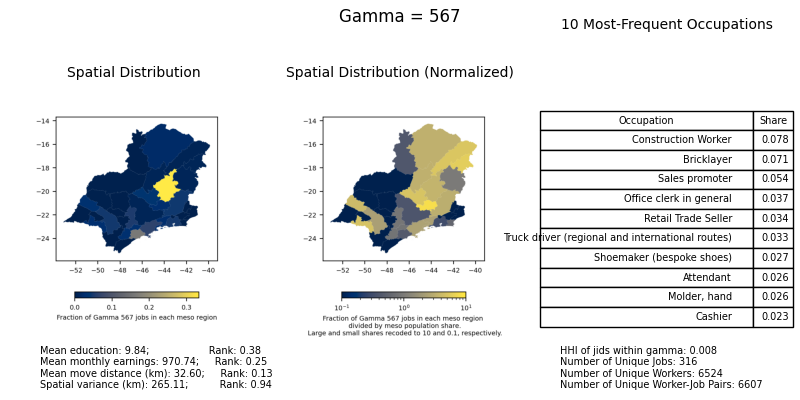 Gamma = 567
10 Most-Frequent Occupations
Spatial Distribution
Spatial Distribution (Normalized)
−14
−16
−18
−20
−22
−24
−52 −50 −48 −46 −44 −42 −40
0.0 0.1 0.2 0.3
Fraction of Gamma 567 jobs in each meso region
−14
−16
−18
−20
−22
−24
−52 −50 −48 −46 −44 −42 −40
10⁻¹ 10⁰ 10¹
Fraction of Gamma 567 jobs in each meso region
divided by meso population share.
Large and small shares recoded to 10 and 0.1, respectively.
Occupation Share
Construction Worker 0.078
Bricklayer 0.071
Sales promoter 0.054
Office clerk in general 0.037
Retail Trade Seller 0.034
Truck driver (regional and international routes) 0.033
Shoemaker (bespoke shoes) 0.027
Attendant 0.026
Molder, hand 0.026
Cashier 0.023
Mean education: 9.84; Rank: 0.38
Mean monthly earnings: 970.74; Rank: 0.25
Mean move distance (km): 32.60; Rank: 0.13
Spatial variance (km): 265.11; Rank: 0.94
HHI of jids within gamma: 0.008
Number of Unique Jobs: 316
Number of Unique Workers: 6524
Number of Unique Worker-Job Pairs: 6607